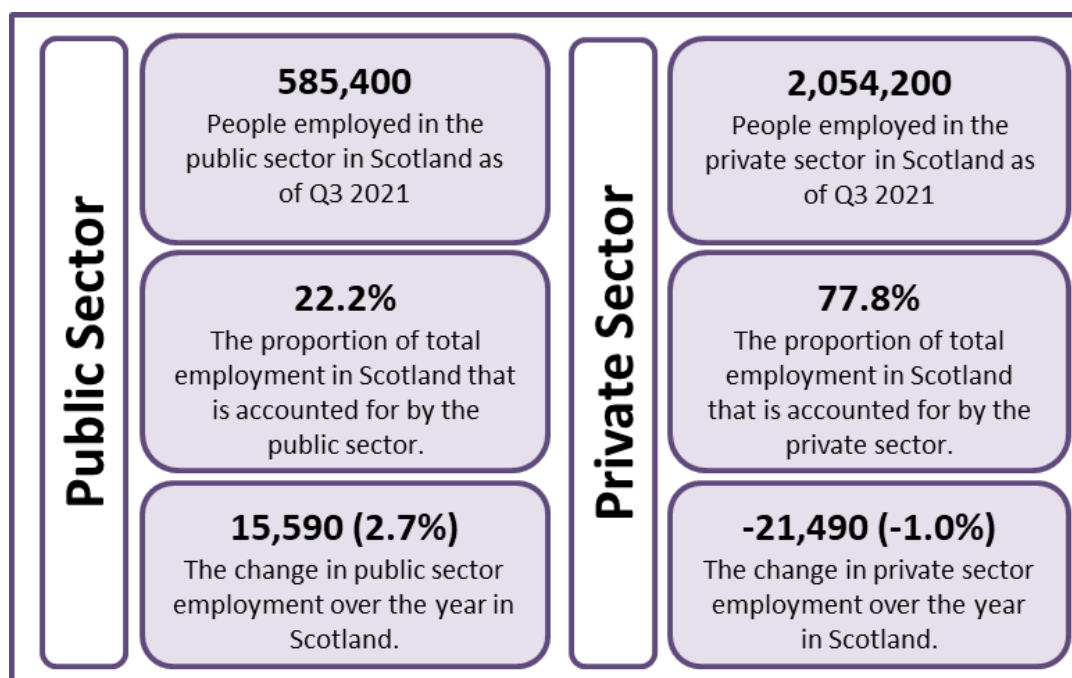 Public Sector
585,400
People employed in the
public sector in Scotland as
of Q3 2021
22.2%
The proportion of total
employment in Scotland that
is accounted for by the
public sector.
15,590 (2.7%)
The change in public sector
employment over the year in
Scotland.
Private Sector
2,054,200
People employed in the
private sector in Scotland as
of Q3 2021
77.8%
The proportion of total
employment in Scotland
that is accounted for by the
private sector.
-21,490 (-1.0%)
The change in private sector
employment over the year
in Scotland.